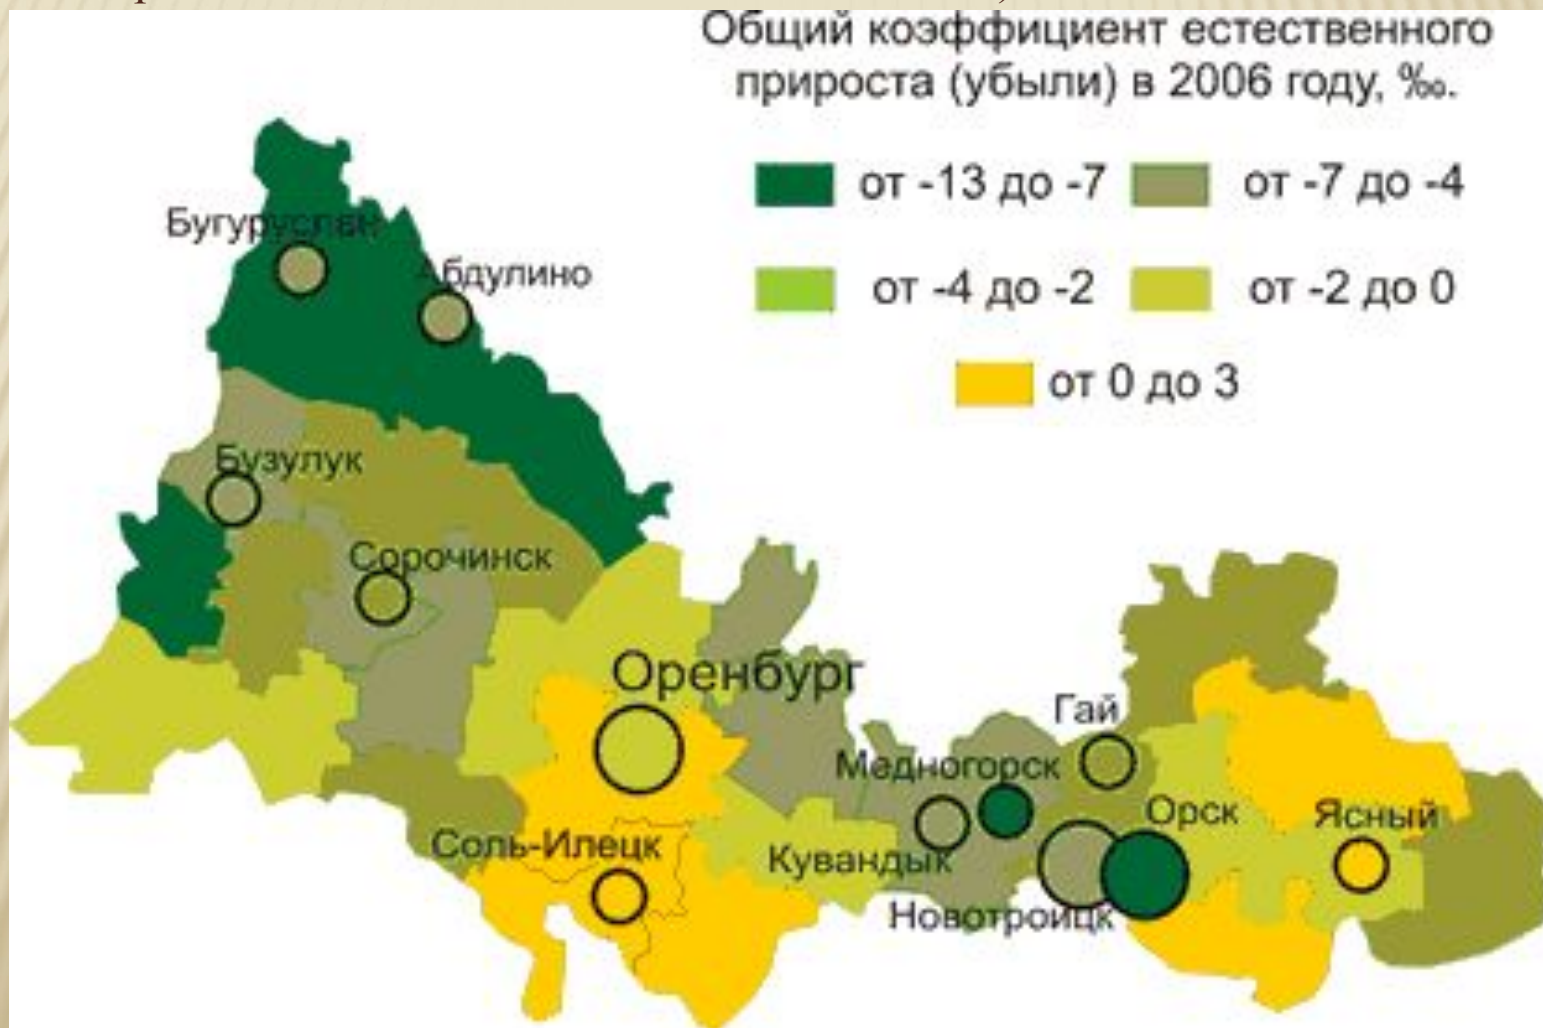 Общий коэффициент естественного
прироста (убыли) в 2006 году, ‰.
от -13 до -7
от -7 до -4
от -4 до -2
от -2 до 0
от 0 до 3
Бугуруслан
Абдулино
Бузулук
Сорочинск
Оренбург
Гай
Медногорск
Орск
Ясный
Соль-Илецк
Кувандык
Новотроицк